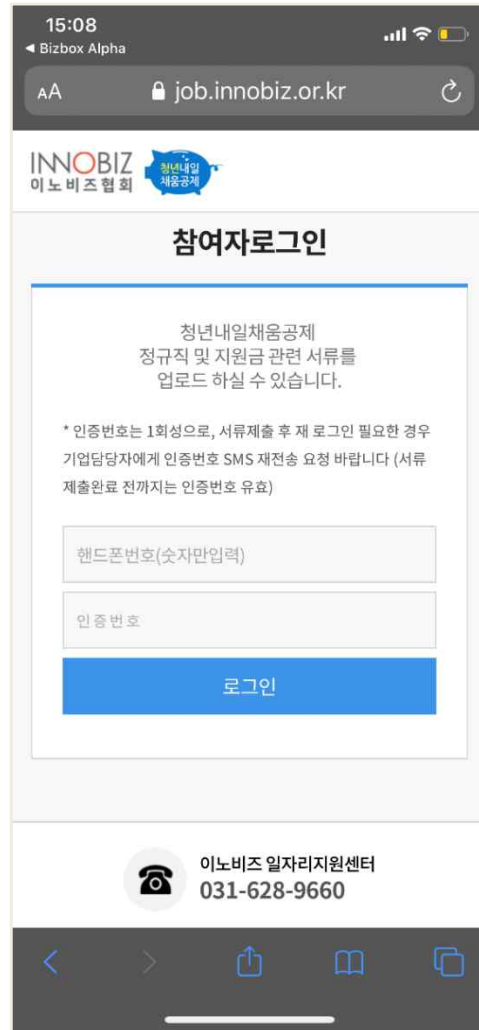 15:08
◀ Bizbox Alpha
AA job.innobiz.or.kr
INNOBIZ
이노비즈협회
청년내일
채움공제
참여자로그인
청년내일채움공제
정규직 및 지원금 관련 서류를
업로드 하실 수 있습니다.
* 인증번호는 1회성으로, 서류제출 후 재 로그인 필요한 경우
기업담당자에게 인증번호 SMS 재전송 요청 바랍니다 (서류
제출완료 전까지는 인증번호 유효)
핸드폰번호(숫자만입력)
인증번호
로그인
이노비즈 일자리지원센터
031-628-9660